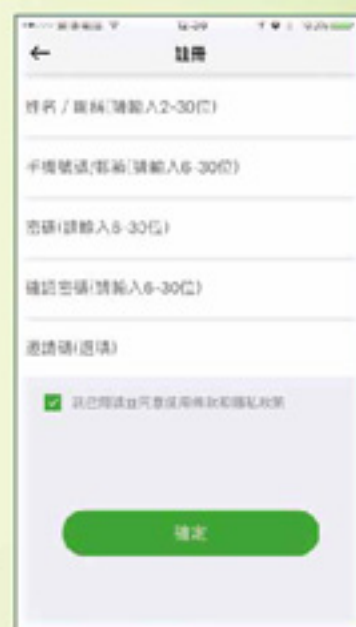 註冊
姓名 / 暱稱(請輸入2-30位)
手機號碼/郵箱(請輸入6-30位)
密碼(請輸入6-30位)
確認密碼(請輸入6-30位)
邀請碼(選填)
我已閱讀並同意使用條款和隱私政策
確定